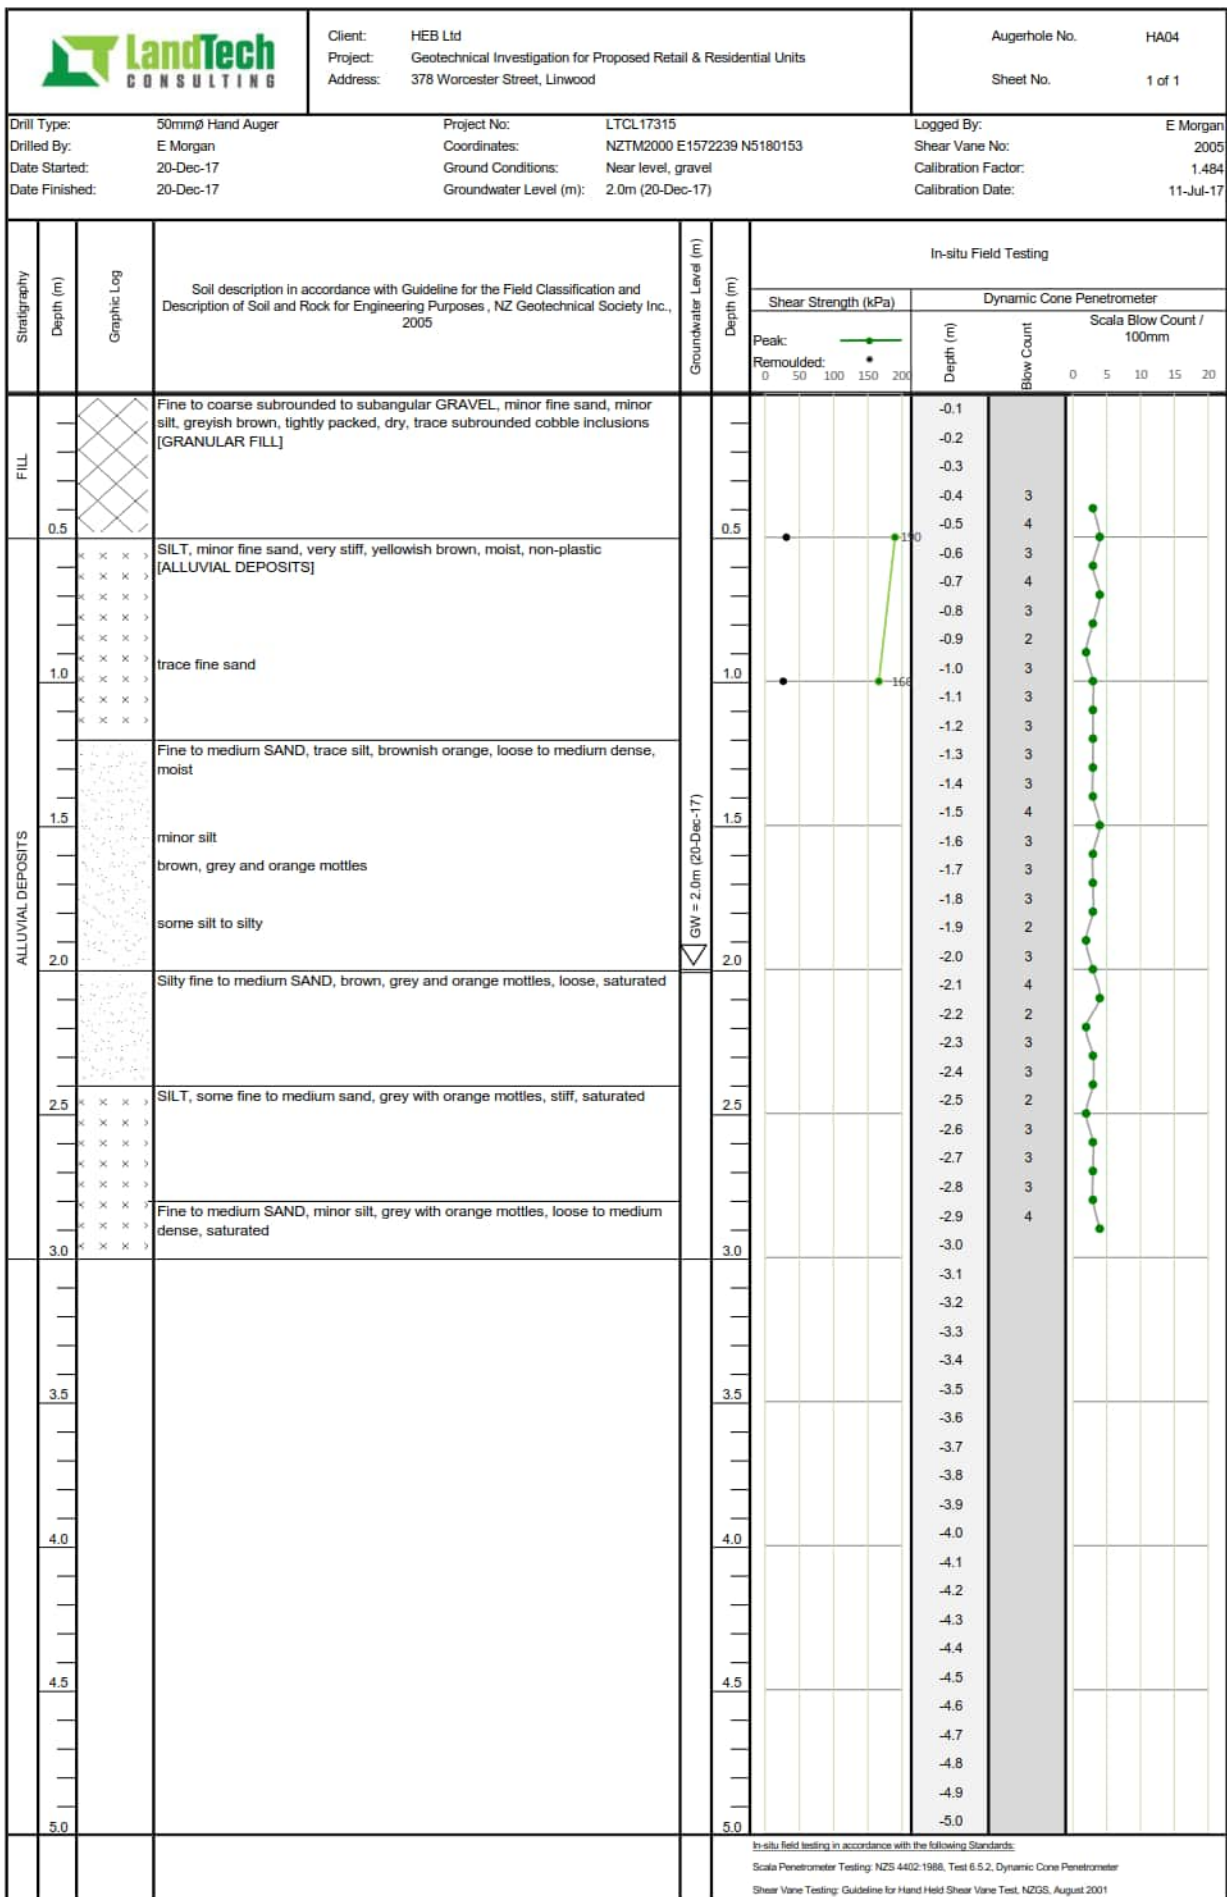 LandTech
CONSULTING
Client: HEB Ltd
Project: Geotechnical Investigation for Proposed Retail & Residential Units
Address: 378 Worcester Street, Linwood
Augerhole No. HA04
Sheet No. 1 of 1
Drill Type: 50mmØ Hand Auger
Drilled By: E Morgan
Date Started: 20-Dec-17
Date Finished: 20-Dec-17
Project No: LTCL17315
Coordinates: NZTM2000 E1572239 N5180153
Ground Conditions: Near level, gravel
Groundwater Level (m): 2.0m (20-Dec-17)
Logged By: E Morgan
Shear Vane No: 2005
Calibration Factor: 1.484
Calibration Date: 11-Jul-17
Stratigraphy
Depth (m)
Graphic Log
Soil description in accordance with Guideline for the Field Classification and
Description of Soil and Rock for Engineering Purposes , NZ Geotechnical Society Inc.,
2005
Groundwater Level (m)
Depth (m)
In-situ Field Testing
Shear Strength (kPa)
Peak:
Remoulded:
0 50 100 150 200
Dynamic Cone Penetrometer
Depth (m)
Blow Count
Scala Blow Count /
100mm
0 5 10 15 20
FILL
Fine to coarse subrounded to subangular GRAVEL, minor fine sand, minor
silt, greyish brown, tightly packed, dry, trace subrounded cobble inclusions
[GRANULAR FILL]
ALLUVIAL DEPOSITS
SILT, minor fine sand, very stiff, yellowish brown, moist, non-plastic
[ALLUVIAL DEPOSITS]
trace fine sand
Fine to medium SAND, trace silt, brownish orange, loose to medium dense,
moist
minor silt
brown, grey and orange mottles
some silt to silty
Silty fine to medium SAND, brown, grey and orange mottles, loose, saturated
SILT, some fine to medium sand, grey with orange mottles, stiff, saturated
Fine to medium SAND, minor silt, grey with orange mottles, loose to medium
dense, saturated
0.5
1.0
1.5
2.0
2.5
3.0
3.5
4.0
4.5
5.0
GW = 2.0m (20-Dec-17)
0.5
1.0
1.5
2.0
2.5
3.0
3.5
4.0
4.5
5.0
190
-0.1
-0.2
-0.3
-0.4 3
-0.5 4
-0.6 3
-0.7 4
-0.8 3
-0.9 2
-1.0 3
-1.1 3
-1.2 3
-1.3 3
-1.4 3
-1.5 4
-1.6 3
-1.7 3
-1.8 3
-1.9 2
-2.0 3
-2.1 4
-2.2 2
-2.3 3
-2.4 3
-2.5 2
-2.6 3
-2.7 3
-2.8 3
-2.9 4
-3.0
-3.1
-3.2
-3.3
-3.4
-3.5
-3.6
-3.7
-3.8
-3.9
-4.0
-4.1
-4.2
-4.3
-4.4
-4.5
-4.6
-4.7
-4.8
-4.9
-5.0
In-situ field testing in accordance with the following Standards:
Scala Penetrometer Testing: NZS 4402:1988, Test 6.5.2, Dynamic Cone Penetrometer
Shear Vane Testing: Guideline for Hand Held Shear Vane Test, NZGS, August 2001